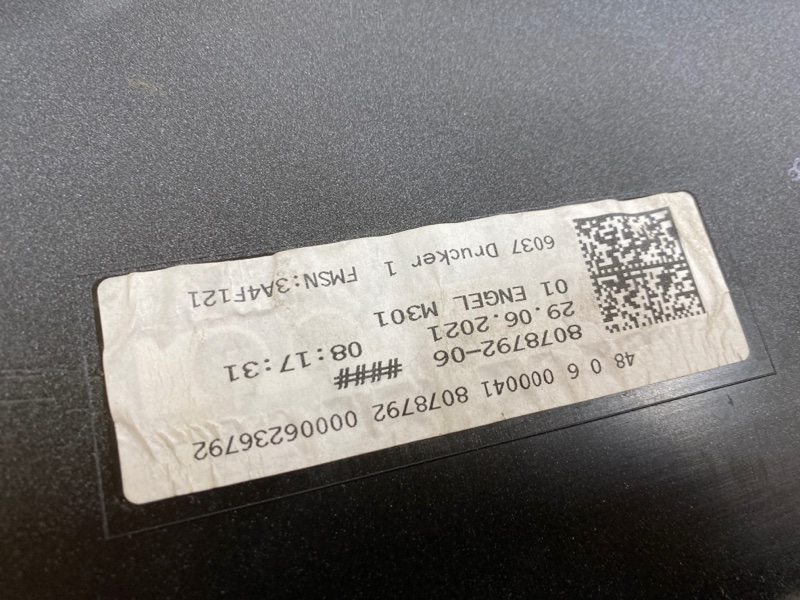 48 0 6 000041 8078792 00006236792
8078792-06 ####
29.06.2021 08:17:31
01 ENGEL M301
6037 Drucker 1 FMSN:3A4F121